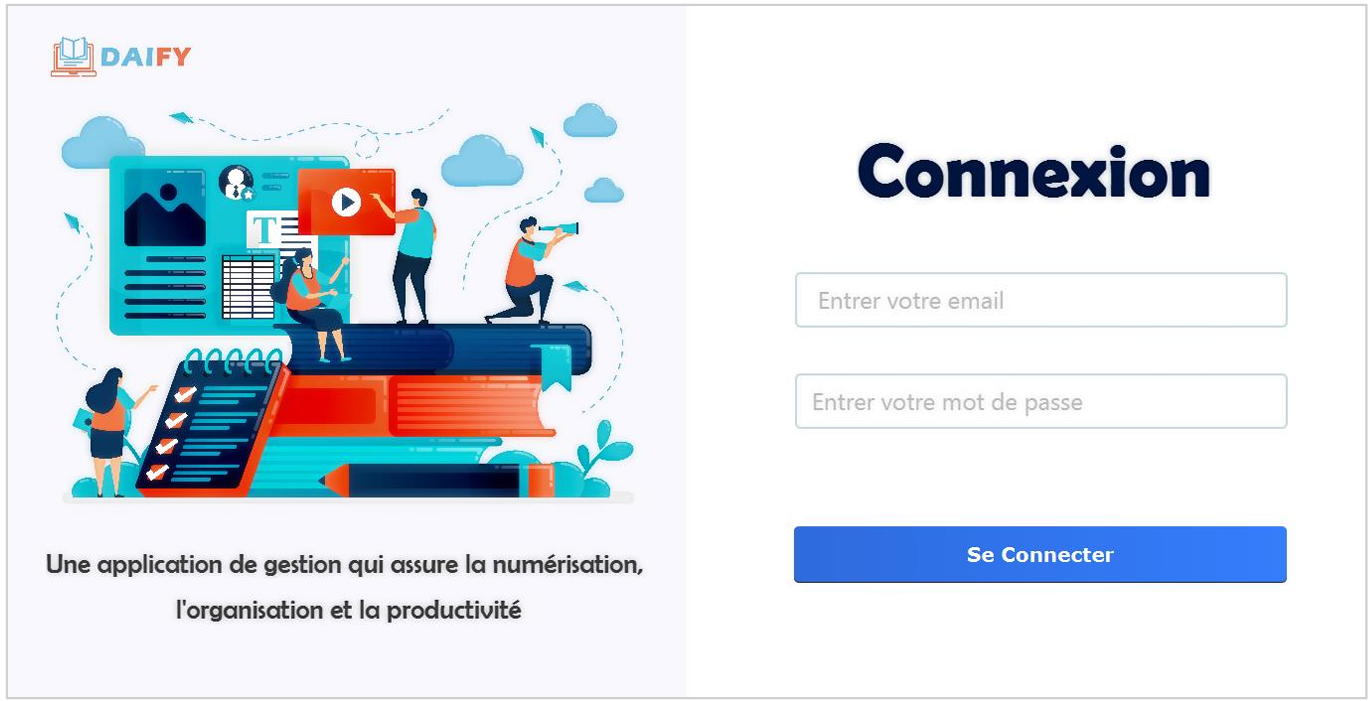 DAIFY
T
Une application de gestion qui assure la numérisation,
l'organisation et la productivité
Connexion
Entrer votre email
Entrer votre mot de passe
Se Connecter